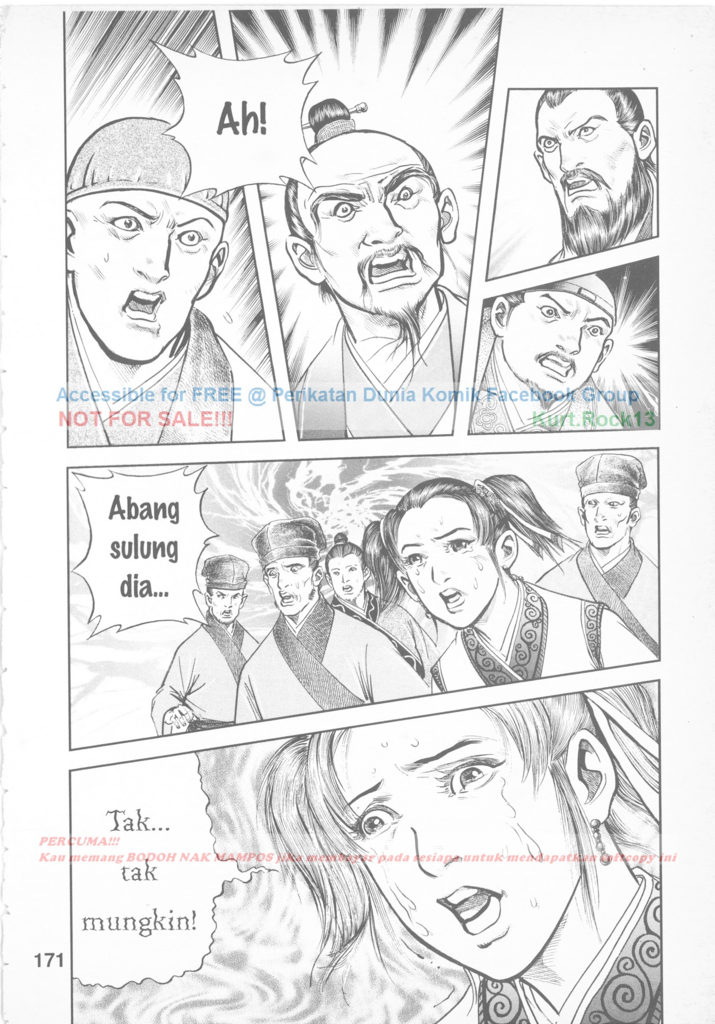 Ah!
Accessible for FREE @ Perikatan Dunia Komik Facebook Group
NOT FOR SALE!!!
Kurt.Rock13
Abang
sulung
dia...
Tak...
PERCUMA!!!
Kau memang BODOH NAK MAMPOS jika membayar pada sesiapa untuk mendapatkan softcopy ini
tak
mungkin!
171